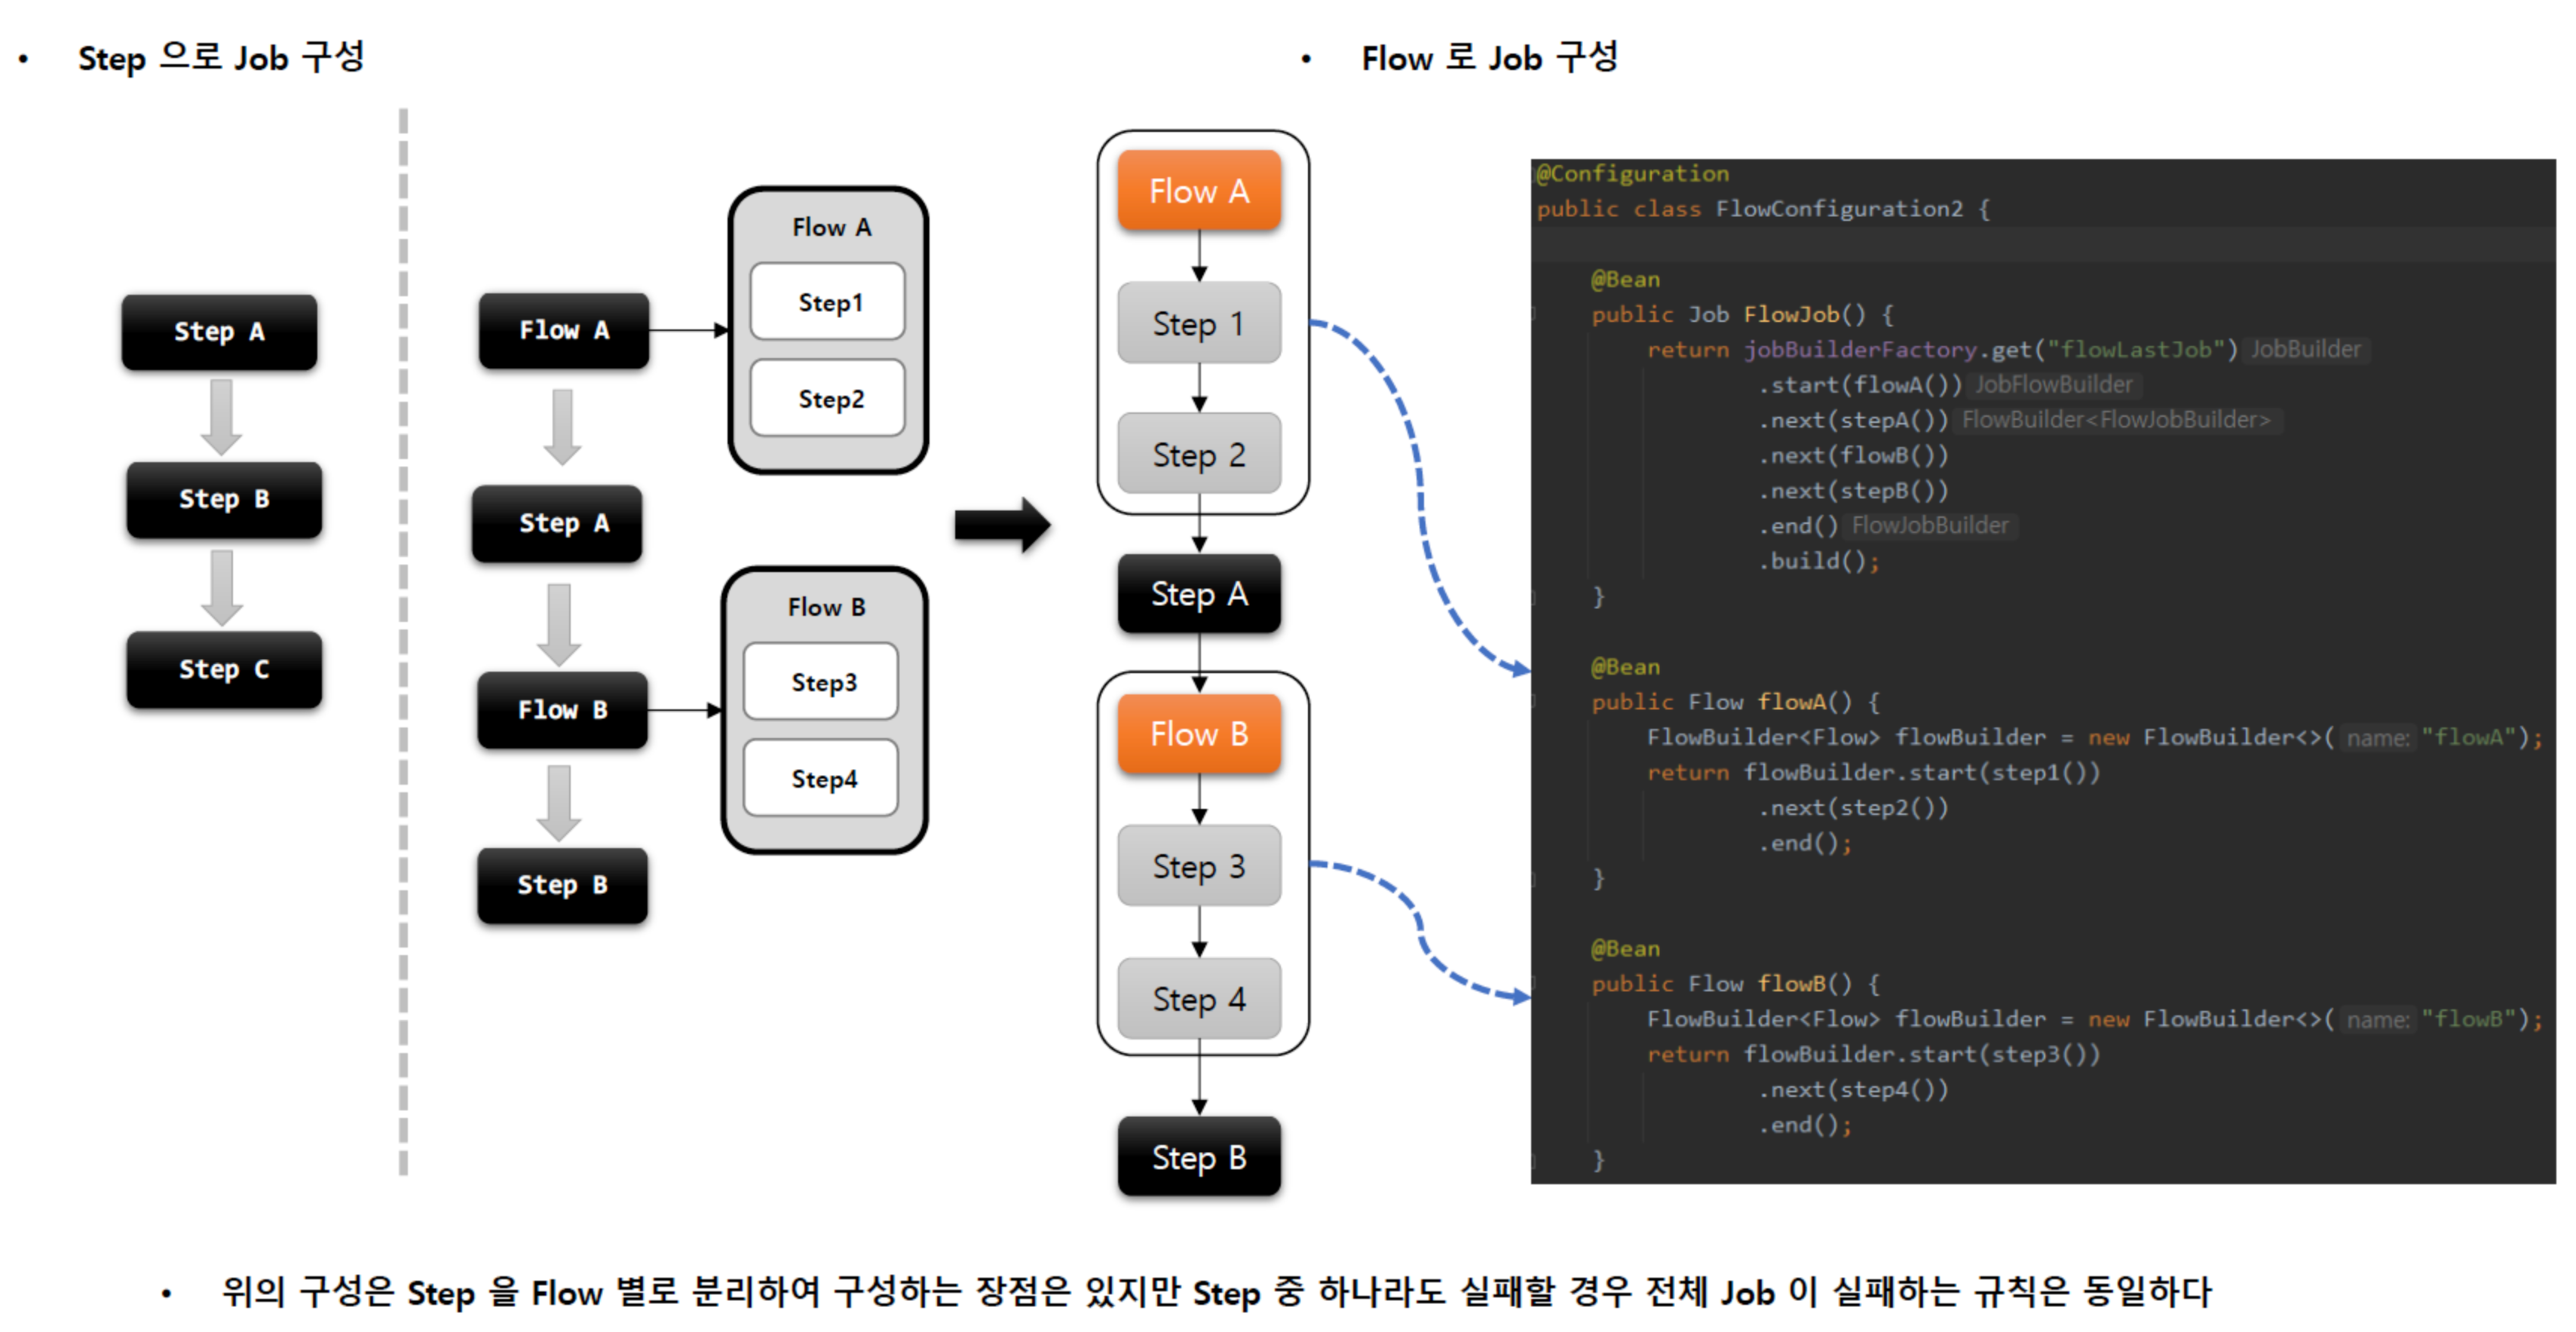 • Step 으로 Job 구성
Step A
Step B
Step C
Flow A
Step A
Flow B
Step B
Flow A
Step1
Step2
Flow B
Step3
Step4
• Flow 로 Job 구성
Flow A
Step 1
Step 2
Step A
Flow B
Step 3
Step 4
Step B
@Configuration
public class FlowConfiguration2 {
@Bean
public Job FlowJob() {
return jobBuilderFactory.get("flowLastJob") JobBuilder
.start(flowA()) JobFlowBuilder
.next(stepA()) FlowBuilder<FlowJobBuilder>
.next(flowB())
.next(stepB())
.end() FlowJobBuilder
.build();
}
@Bean
public Flow flowA() {
FlowBuilder<Flow> flowBuilder = new FlowBuilder<>( name: "flowA");
return flowBuilder.start(step1())
.next(step2())
.end();
}
@Bean
public Flow flowB() {
FlowBuilder<Flow> flowBuilder = new FlowBuilder<>( name: "flowB");
return flowBuilder.start(step3())
.next(step4())
.end();
}
• 위의 구성은 Step 을 Flow 별로 분리하여 구성하는 장점은 있지만 Step 중 하나라도 실패할 경우 전체 Job 이 실패하는 규칙은 동일하다